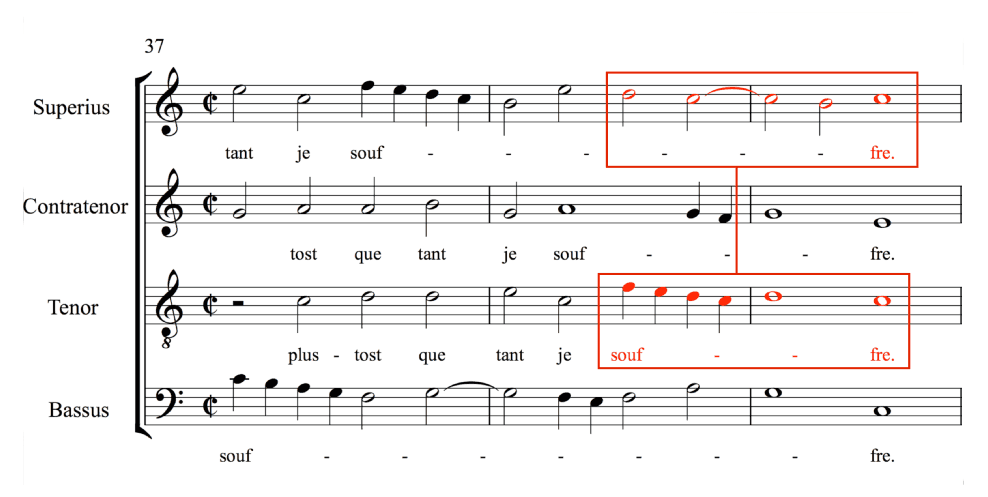 37
Superius
tant je souf - - - - - - fre.
Contratenor
tost que tant je souf - - - fre.
Tenor
8
plus - tost que tant je souf - - fre.
Bassus
souf - - - - - - - - fre.